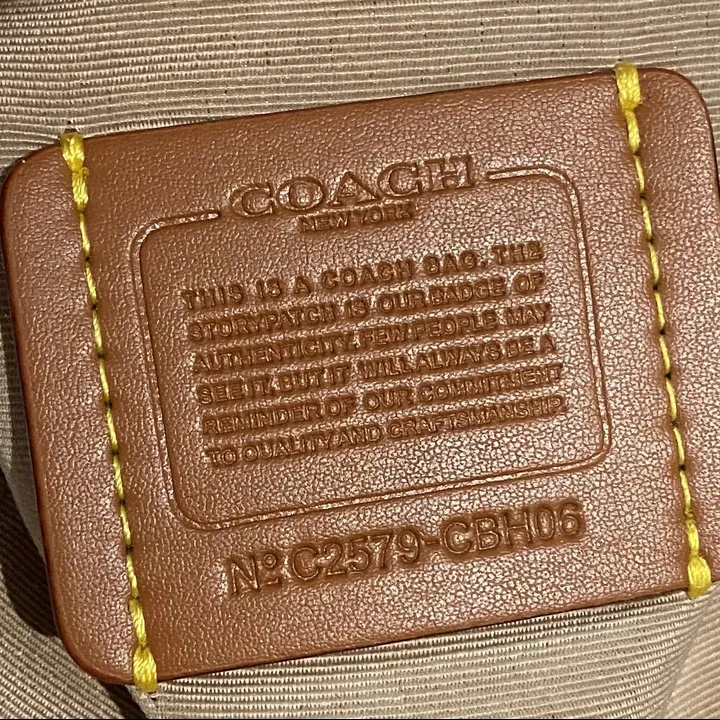 COACH
NEW YORK
THIS IS A COACH BAG. THE
STORYPATCH IS OUR BADGE OF
AUTHENTICITY. FEW PEOPLE MAY
SEE IT, BUT IT WILL ALWAYS BE A
REMINDER OF OUR COMMITMENT
TO QUALITY AND CRAFTSMANSHIP.
Nº C2579-CBH06